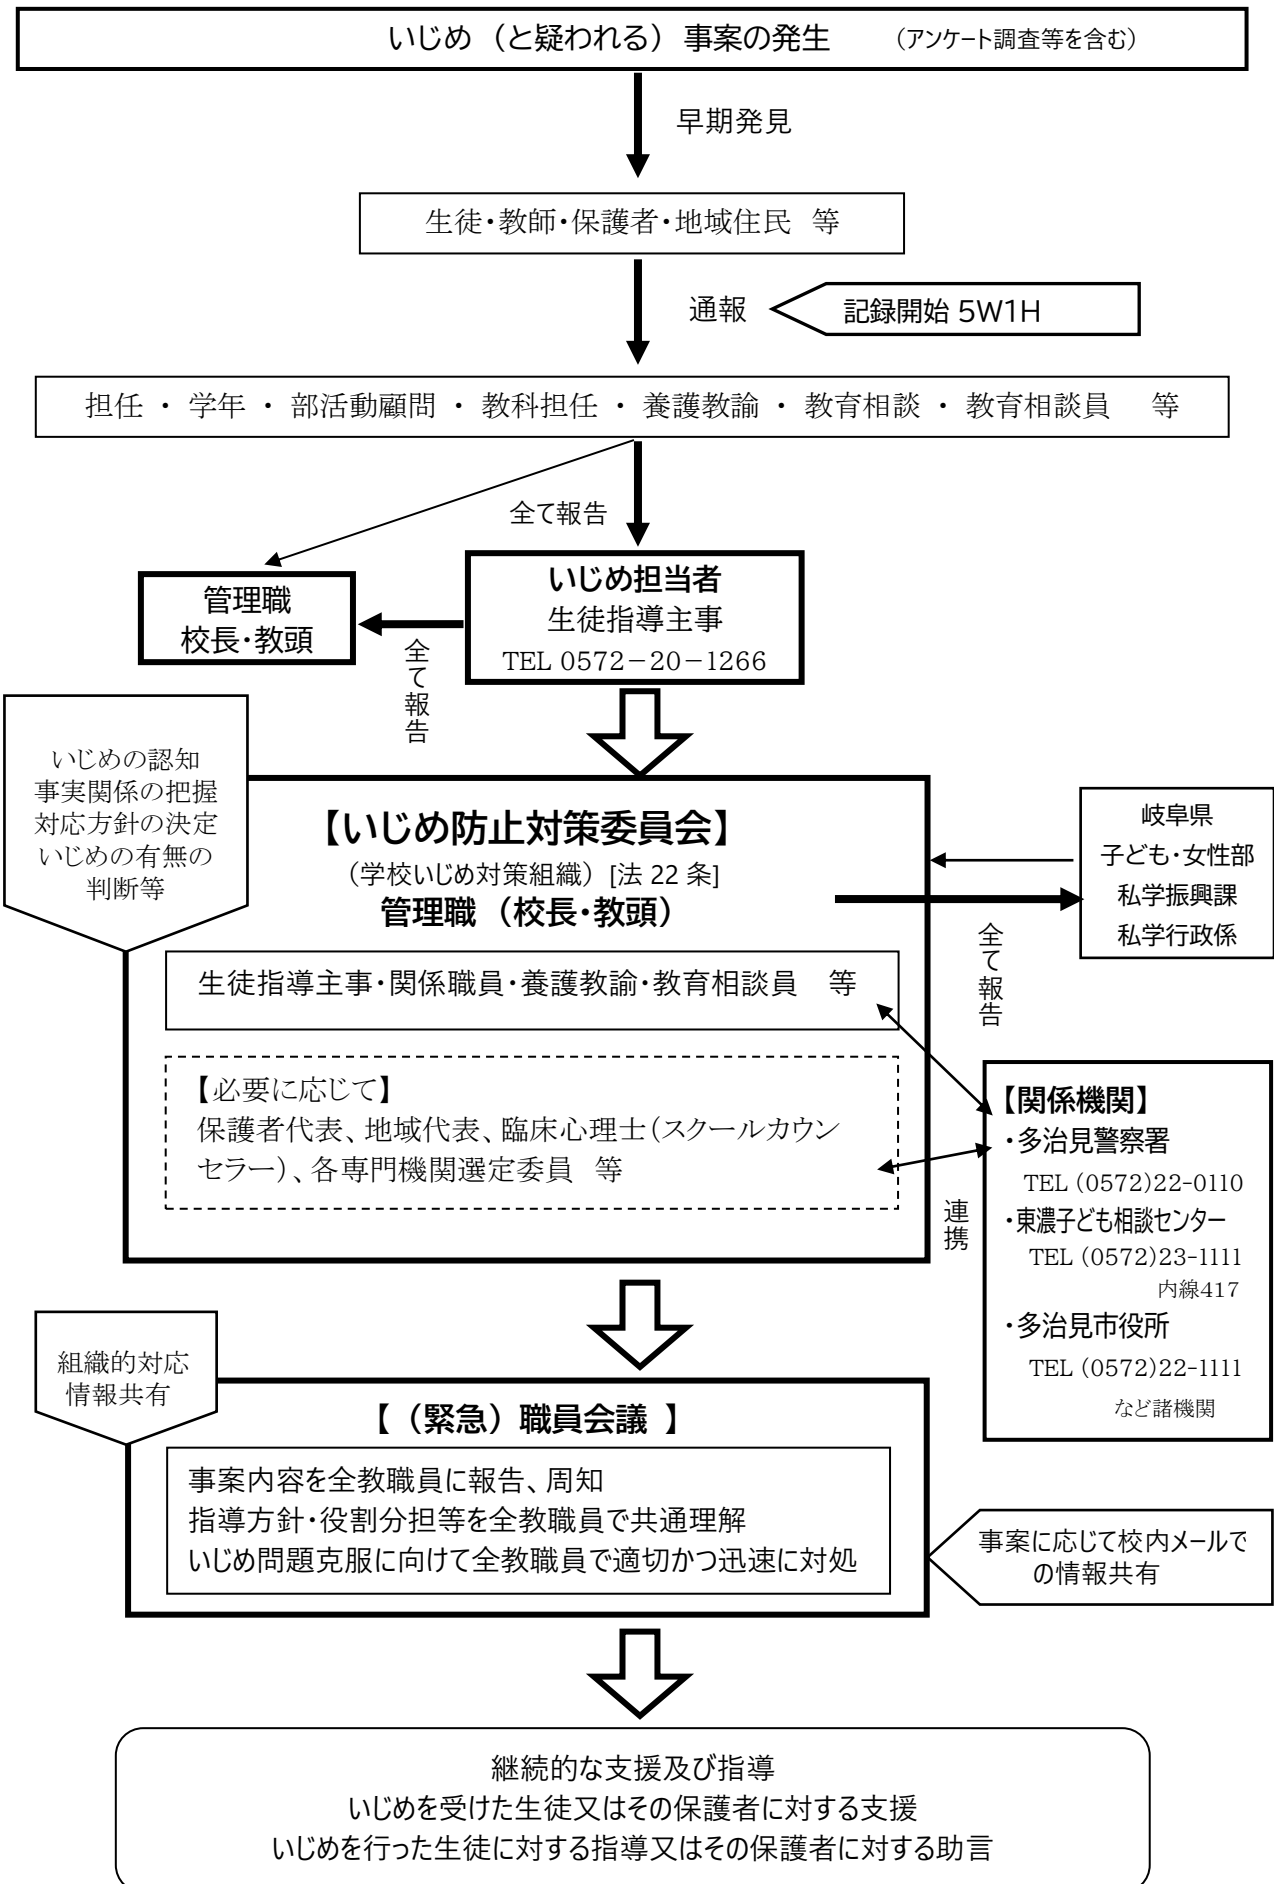 いじめ（と疑われる）事案の発生　（アンケート調査等を含む）
早期発見
生徒・教師・保護者・地域住民　等
通報
記録開始 5W1H
担任 ・ 学年 ・ 部活動顧問 ・ 教科担任 ・ 養護教諭 ・ 教育相談 ・ 教育相談員　等
全て報告
いじめ担当者
生徒指導主事
TEL 0572－20－1266
管理職
校長・教頭
全て報告
いじめの認知
事実関係の把握
対応方針の決定
いじめの有無の
判断等
【いじめ防止対策委員会】
（学校いじめ対策組織）[法 22 条]
管理職（校長・教頭）
岐阜県
子ども・女性部
私学振興課
私学行政係
全て報告
生徒指導主事・関係職員・養護教諭・教育相談員　等
【必要に応じて】
保護者代表、地域代表、臨床心理士（スクールカウン
セラー）、各専門機関選定委員　等
連携
【関係機関】
・多治見警察署
TEL (0572)22-0110
・東濃子ども相談センター
TEL (0572)23-1111
内線417
・多治見市役所
TEL (0572)22-1111
など諸機関
組織的対応
情報共有
【（緊急）職員会議 】
事案内容を全教職員に報告、周知
指導方針・役割分担等を全教職員で共通理解
いじめ問題克服に向けて全教職員で適切かつ迅速に対処
事案に応じて校内メールで
の情報共有
継続的な支援及び指導
いじめを受けた生徒又はその保護者に対する支援
いじめを行った生徒に対する指導又はその保護者に対する助言